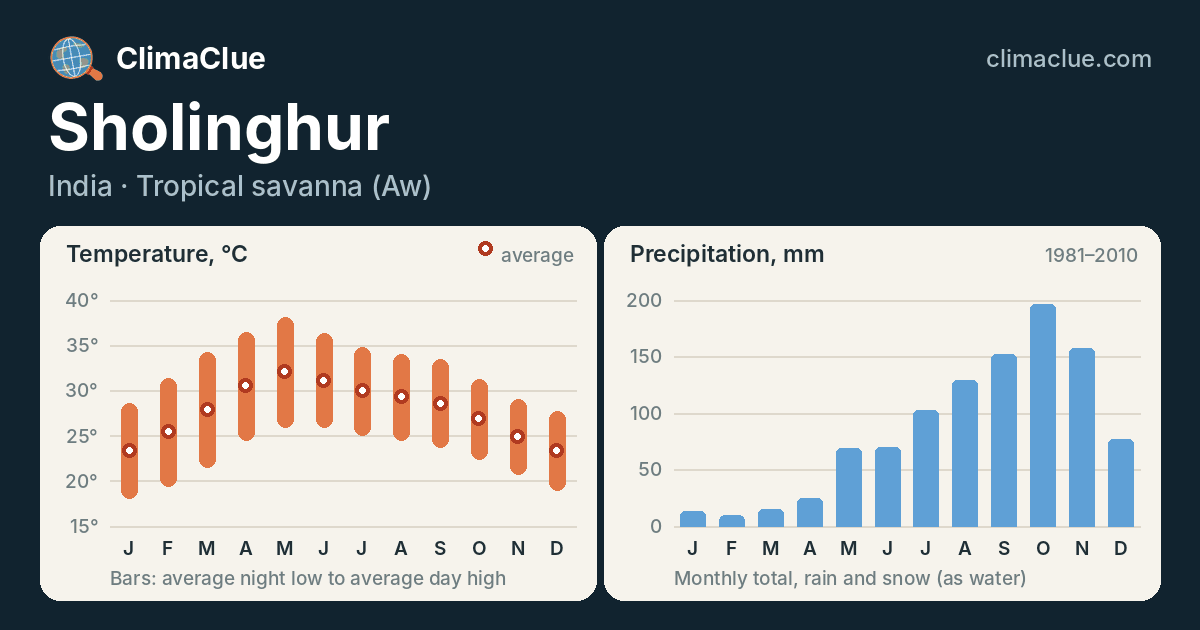 ClimaClue
climaclue.com
Sholinghur
India · Tropical savanna (Aw)
Temperature, °C
average
40°
35°
30°
25°
20°
15°
J F M A M J J A S O N D
Bars: average night low to average day high
Precipitation, mm
1981–2010
200
150
100
50
0
J F M A M J J A S O N D
Monthly total, rain and snow (as water)